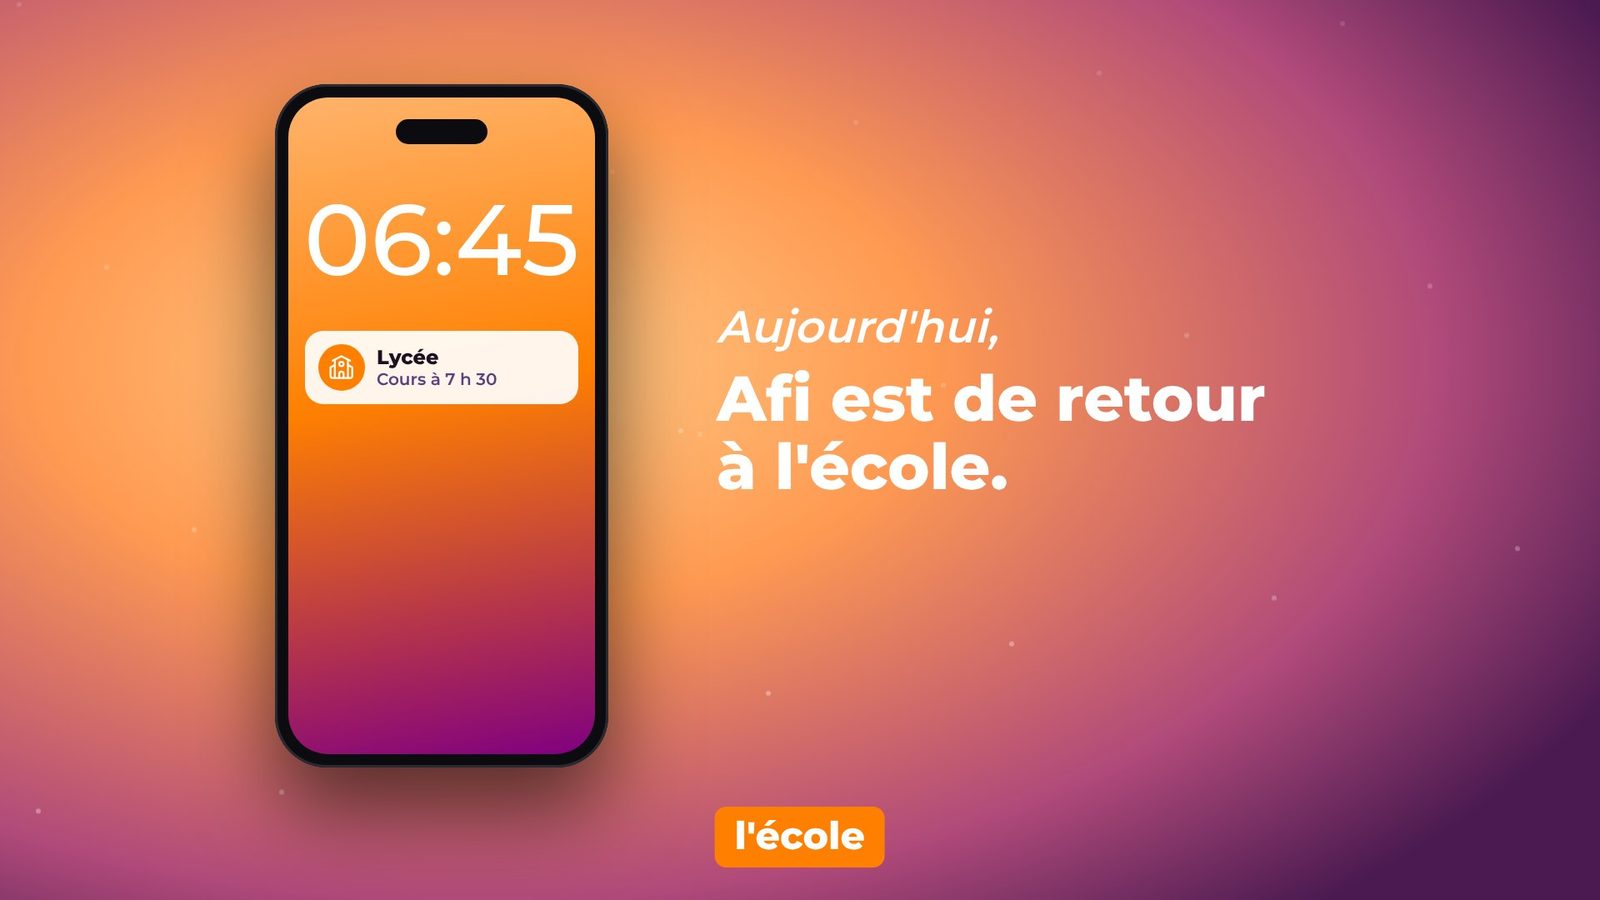 06:45
Lycée
Cours à 7 h 30
Aujourd'hui,
Afi est de retour
à l'école.
l'école